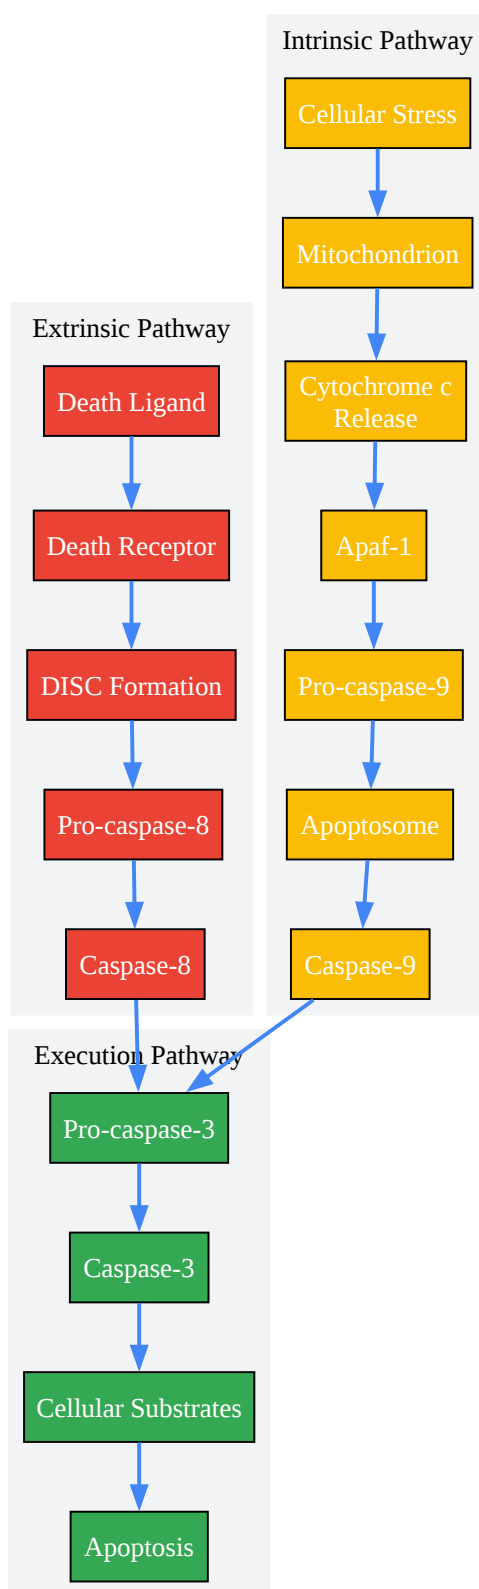 Intrinsic Pathway
Cellular Stress
Mitochondrion
Cytochrome c
Release
Apaf-1
Pro-caspase-9
Apoptosome
Caspase-9
Extrinsic Pathway
Death Ligand
Death Receptor
DISC Formation
Pro-caspase-8
Caspase-8
Execution Pathway
Pro-caspase-3
Caspase-3
Cellular Substrates
Apoptosis